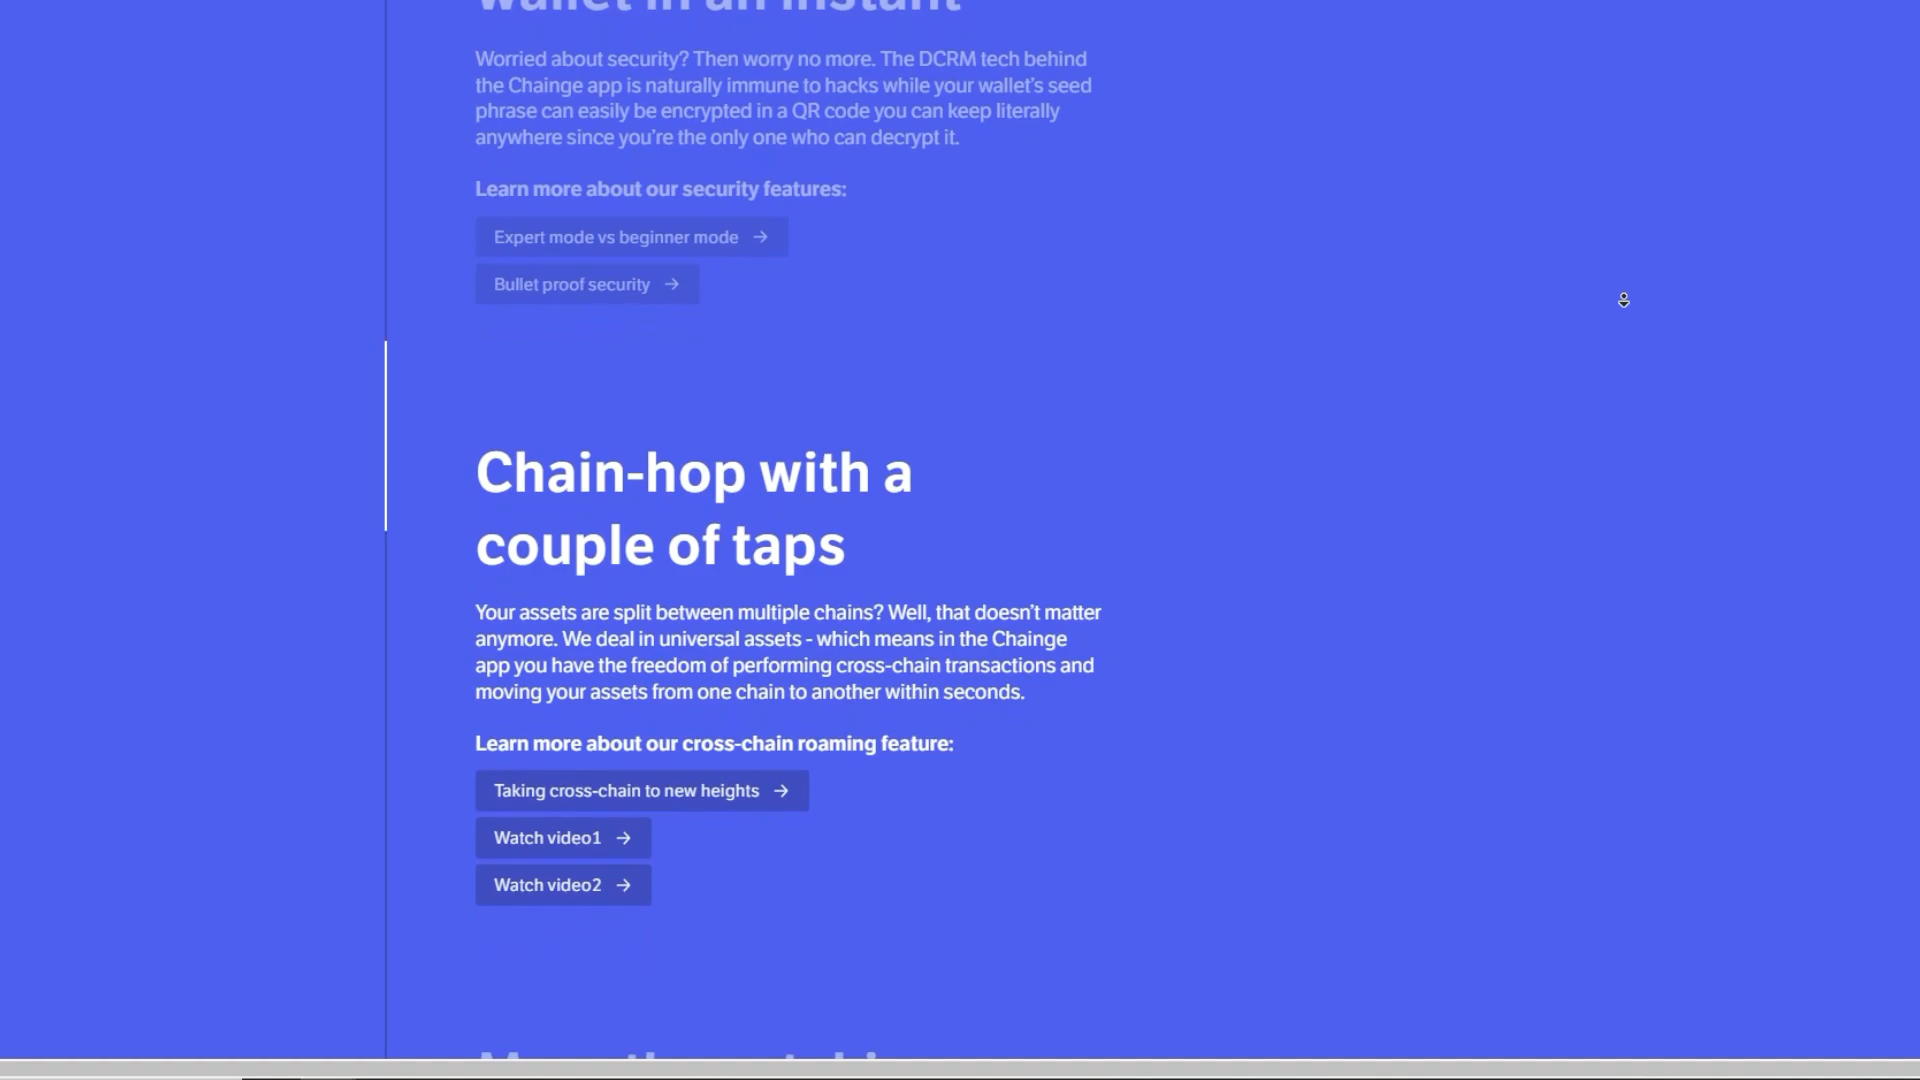 wallet in an instant
Worried about security? Then worry no more. The DCRM tech behind
the Chainge app is naturally immune to hacks while your wallet's seed
phrase can easily be encrypted in a QR code you can keep literally
anywhere since you're the only one who can decrypt it.
Learn more about our security features:
Expert mode vs beginner mode →
Bullet proof security →
Chain-hop with a
couple of taps
Your assets are split between multiple chains? Well, that doesn't matter
anymore. We deal in universal assets - which means in the Chainge
app you have the freedom of performing cross-chain transactions and
moving your assets from one chain to another within seconds.
Learn more about our cross-chain roaming feature:
Taking cross-chain to new heights →
Watch video1 →
Watch video2 →